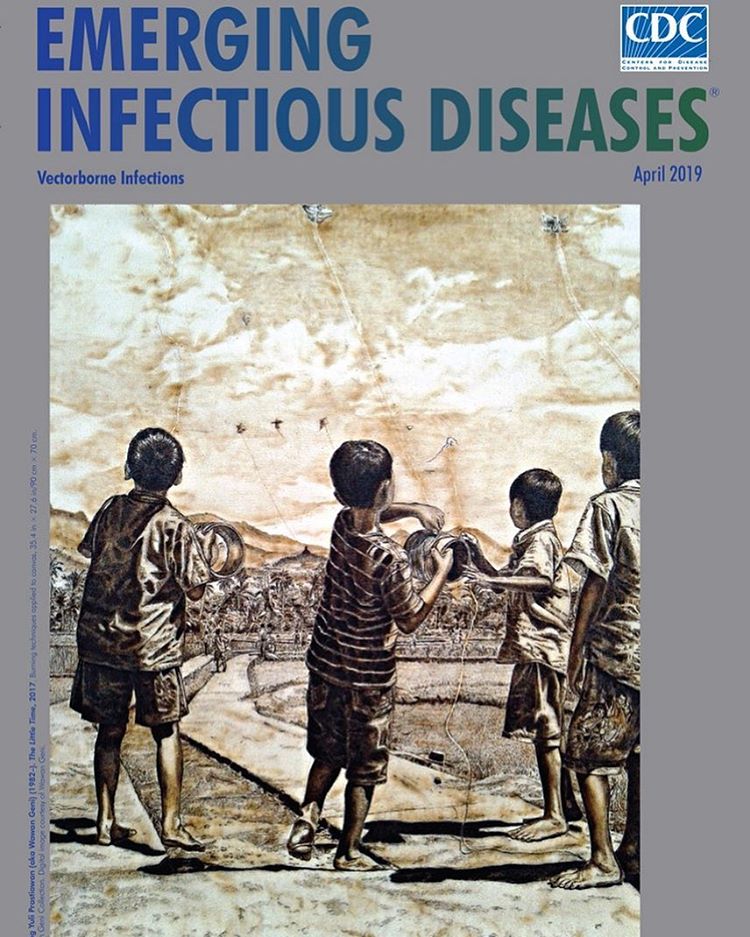 EMERGING
INFECTIOUS DISEASES®
CDC
CENTERS FOR DISEASE
CONTROL AND PREVENTION
Vectorborne Infections
April 2019
g Yuli Prastiawan (aka Wawan Geni) (1982-). The Little Time, 2017. Burning techniques applied to canvas, 35.4 in × 27.6 in/90 cm × 70 cm.
Geni Collection. Digital image courtesy of Wawan Geni.